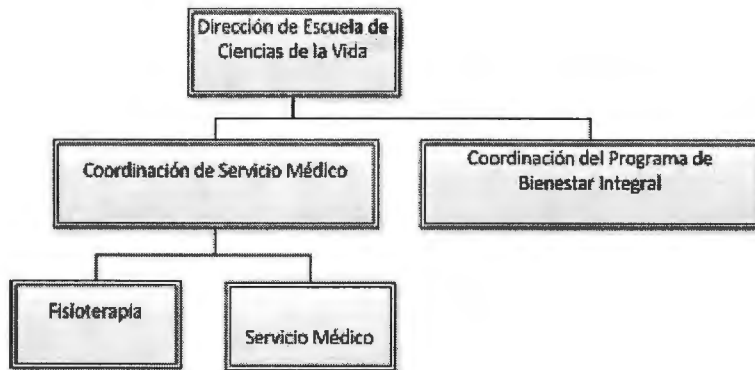 Dirección de Escuela de
Ciencias de la Vida
Coordinación de Servicio Médico
Coordinación del Programa de
Bienestar Integral
Fisioterapia
Servicio Médico